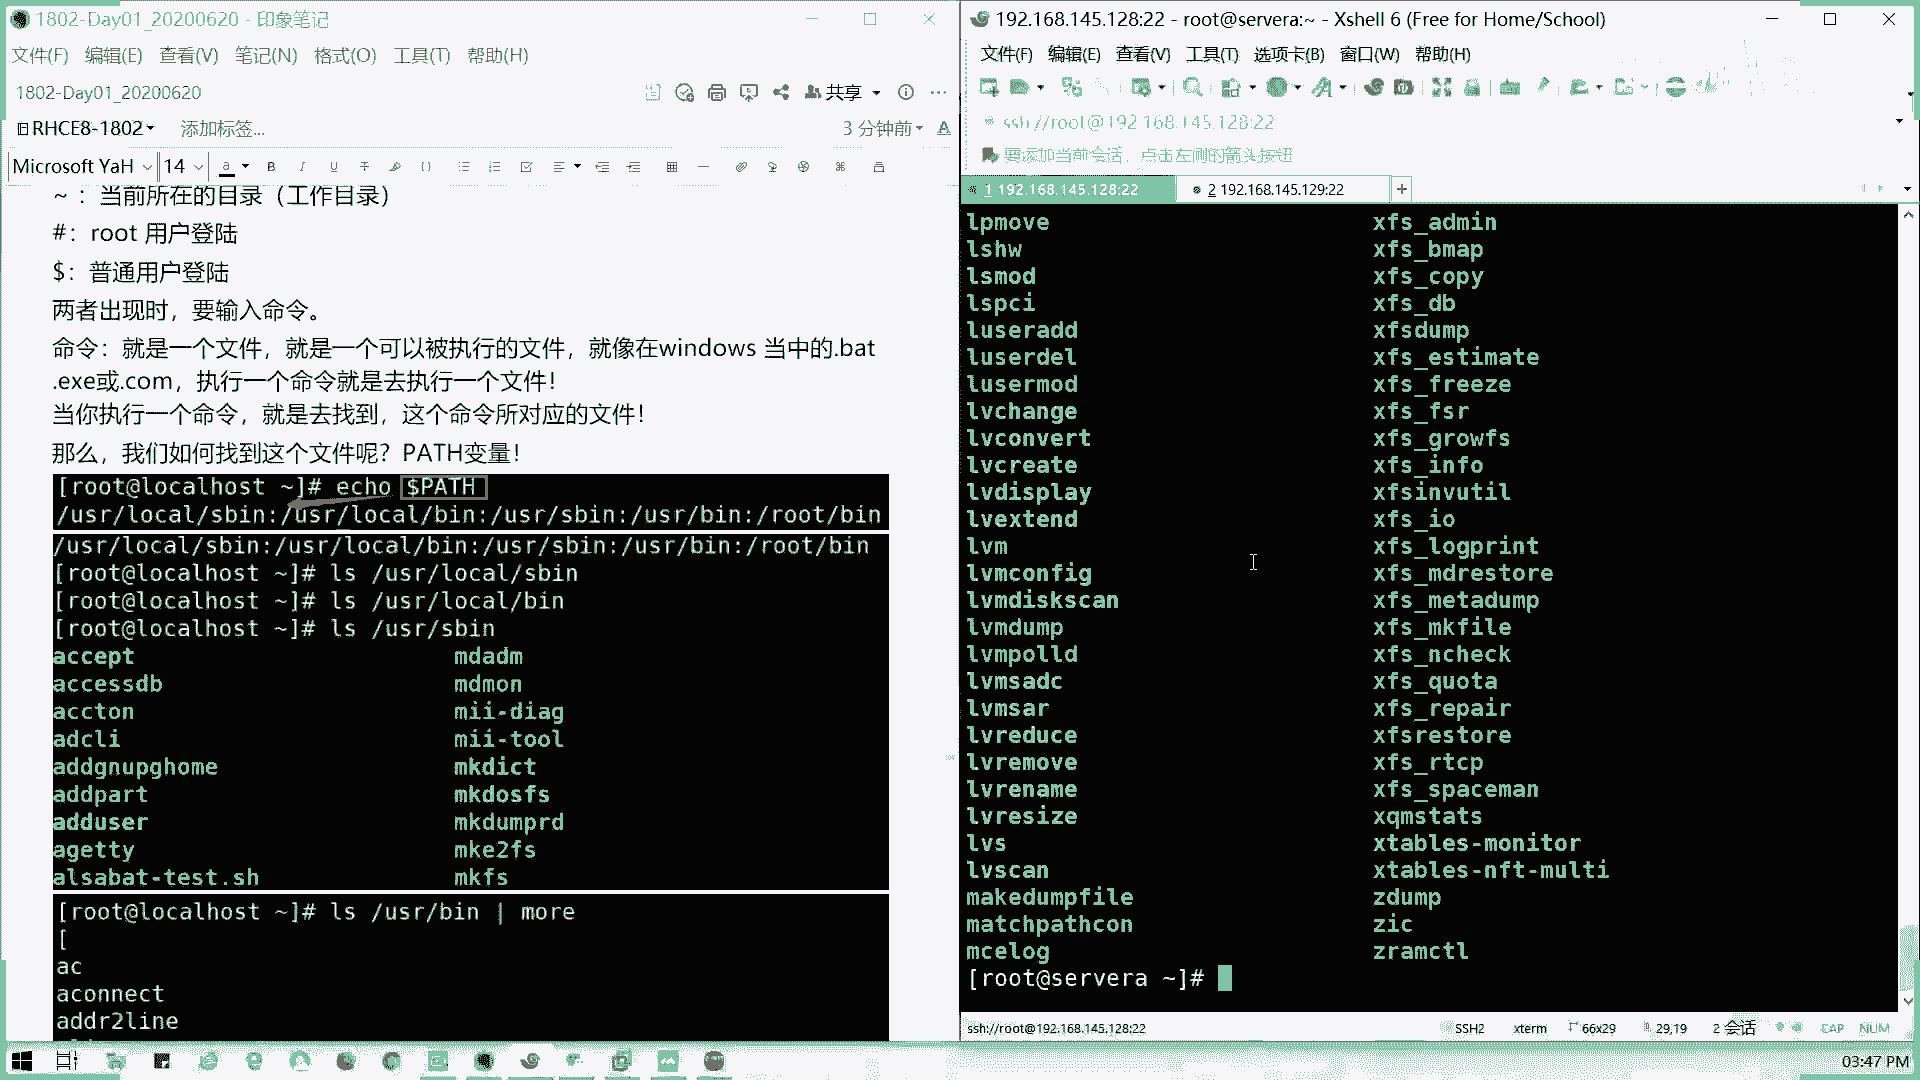 1802-Day01_20200620 - 印象笔记
文件(F) 编辑(E) 查看(V) 笔记(N) 格式(O) 工具(T) 帮助(H)
1802-Day01_20200620
共享
RHCE8-1802 添加标签...
3 分钟前
Microsoft YaH 14
~ ：当前所在的目录（工作目录）
#：root 用户登陆
$：普通用户登陆
两者出现时，要输入命令。
命令：就是一个文件，就是一个可以被执行的文件，就像在windows 当中的.bat
.exe或.com，执行一个命令就是去执行一个文件！
当你执行一个命令，就是去找到，这个命令所对应的文件！
那么，我们如何找到这个文件呢？PATH变量！
[root@localhost ~]# echo $PATH
/usr/local/sbin:/usr/local/bin:/usr/sbin:/usr/bin:/root/bin
/usr/local/sbin:/usr/local/bin:/usr/sbin:/usr/bin:/root/bin
[root@localhost ~]# ls /usr/local/sbin
[root@localhost ~]# ls /usr/local/bin
[root@localhost ~]# ls /usr/sbin
accept mdadm
accessdb mdmon
accton mii-diag
adcli mii-tool
addgnupghome mkdict
addpart mkdosfs
adduser mkdumprd
agetty mke2fs
alsabat-test.sh mkfs
[root@localhost ~]# ls /usr/bin | more
[
ac
aconnect
addr2line
192.168.145.128:22 - root@servera:~ - Xshell 6 (Free for Home/School)
文件(F) 编辑(E) 查看(V) 工具(T) 选项卡(B) 窗口(W) 帮助(H)
ssh://root@192.168.145.128:22
要添加当前会话，点击左侧的箭头按钮
1 192.168.145.128:22 2 192.168.145.129:22 +
lpmove xfs_admin
lshw xfs_bmap
lsmod xfs_copy
lspci xfs_db
luseradd xfsdump
luserdel xfs_estimate
lusermod xfs_freeze
lvchange xfs_fsr
lvconvert xfs_growfs
lvcreate xfs_info
lvdisplay xfsinvutil
lvextend xfs_io
lvm xfs_logprint
lvmconfig xfs_mdrestore
lvmdiskscan xfs_metadump
lvmdump xfs_mkfile
lvmpolld xfs_ncheck
lvmsadc xfs_quota
lvmsar xfs_repair
lvreduce xfsrestore
lvremove xfs_rtcp
lvrename xfs_spaceman
lvresize xqmstats
lvs xtables-monitor
lvscan xtables-nft-multi
makedumpfile zdump
matchpathcon zic
mcelog zramctl
[root@servera ~]#
ssh://root@192.168.145.128:22 SSH2 xterm 66x29 29,19 2 会话 CAP NUM
03:47 PM